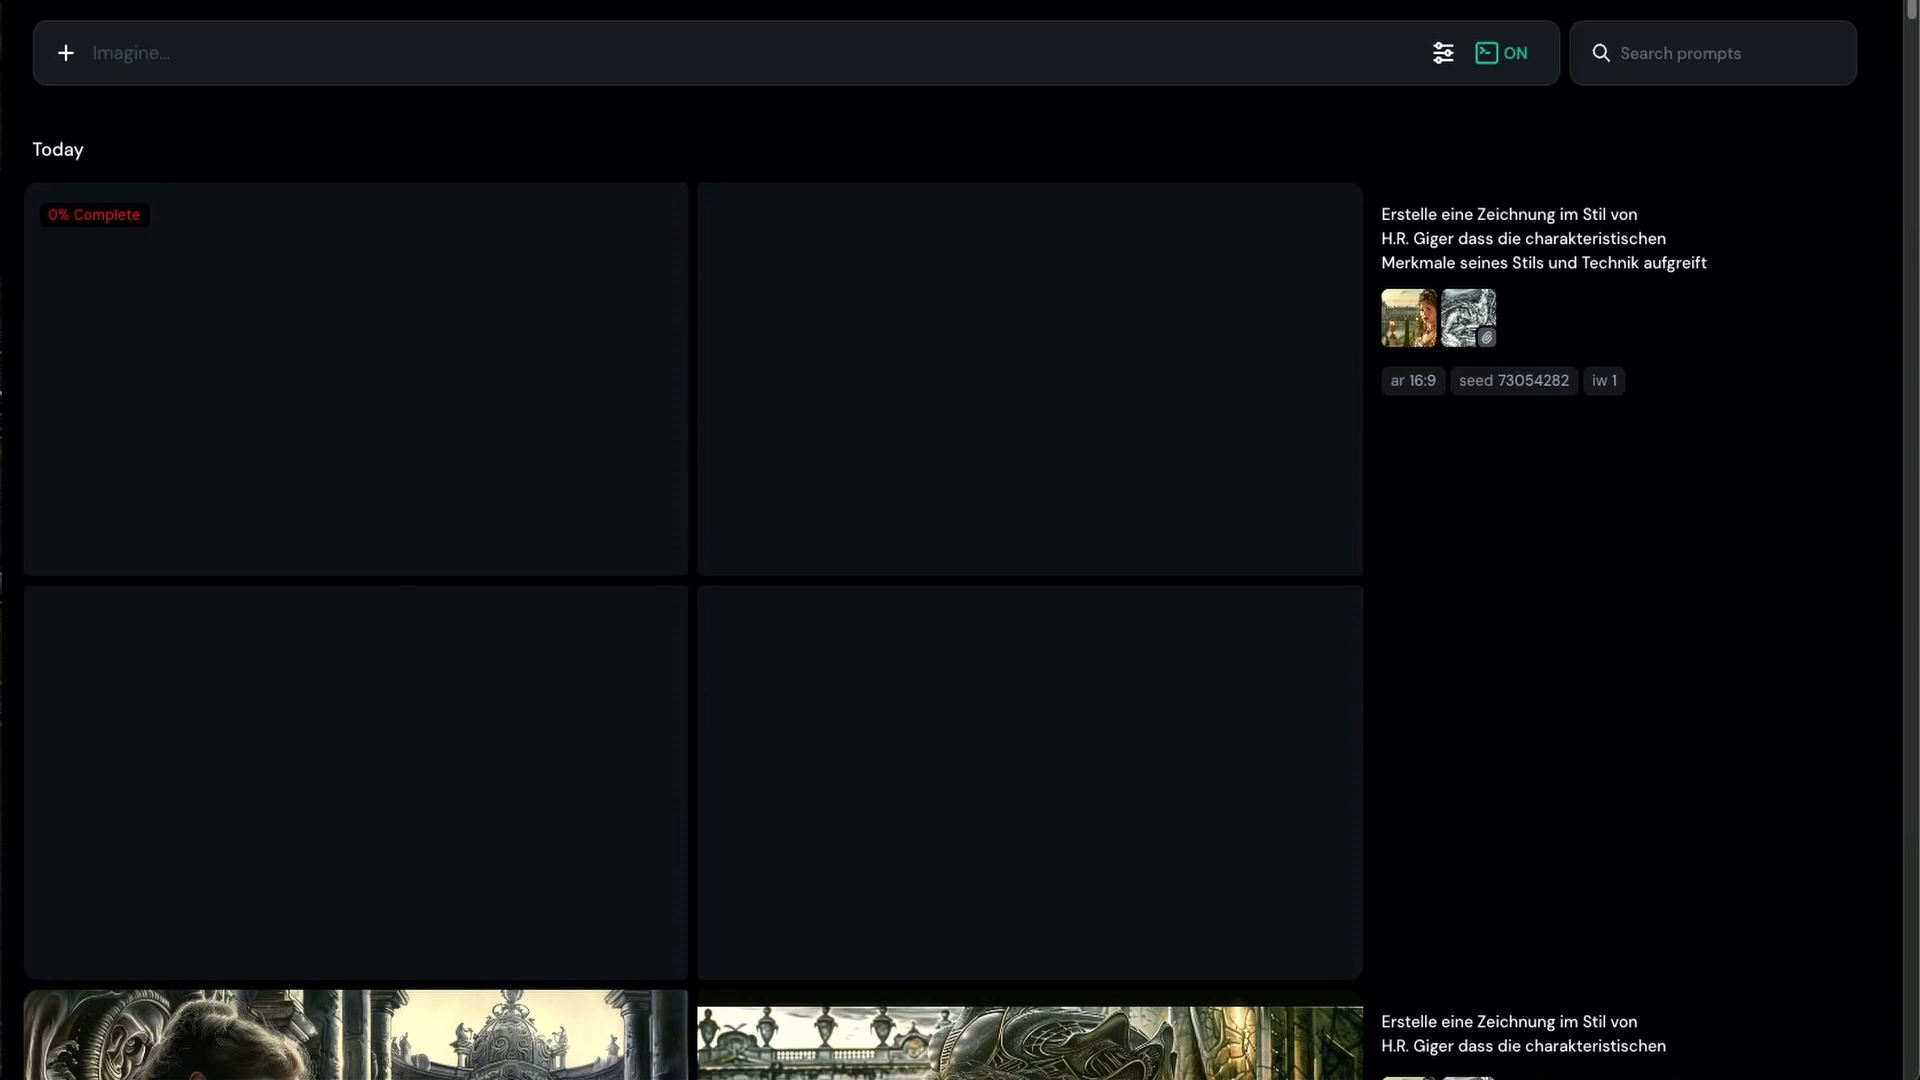 Imagine...
ON
Search prompts
Today
0% Complete
Erstelle eine Zeichnung im Stil von
H.R. Giger dass die charakteristischen
Merkmale seines Stils und Technik aufgreift
ar 16:9
seed 73054282
iw 1
Erstelle eine Zeichnung im Stil von
H.R. Giger dass die charakteristischen